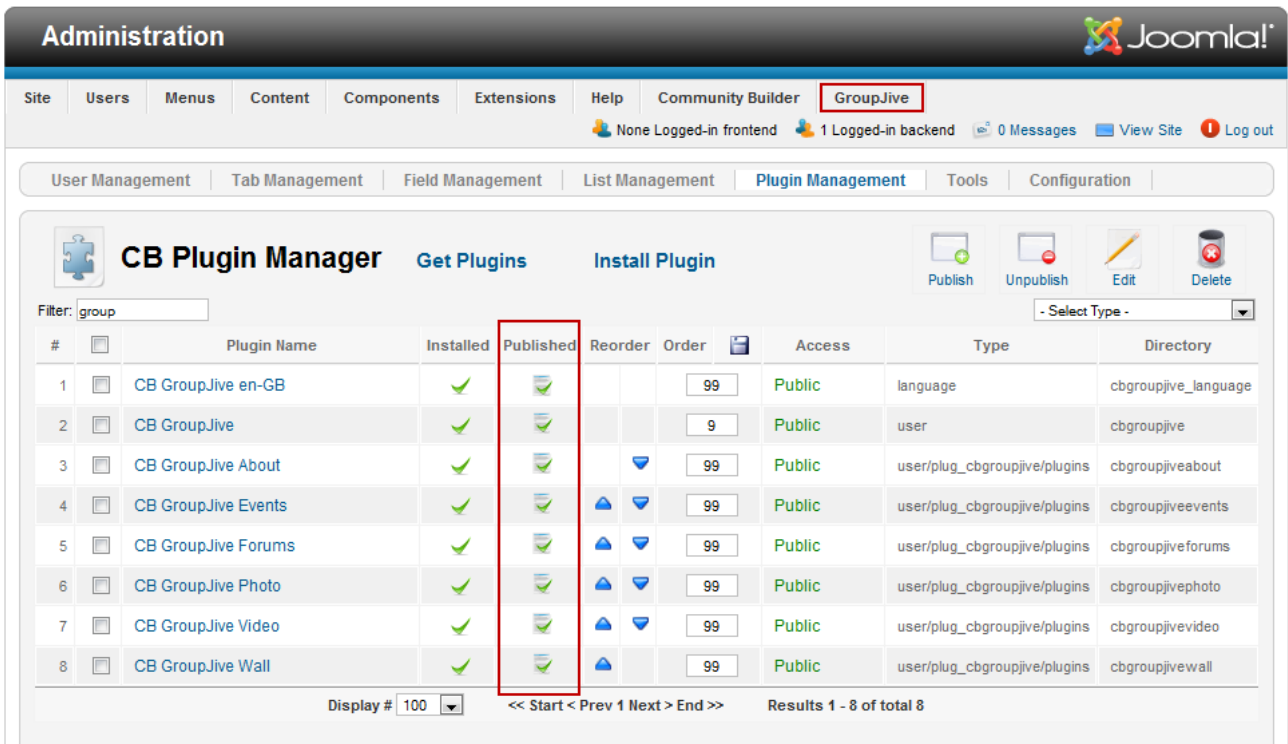 Administration Joomla!
Site Users Menus Content Components Extensions Help Community Builder GroupJive
None Logged-in frontend 1 Logged-in backend 0 Messages View Site Log out
User Management Tab Management Field Management List Management Plugin Management Tools Configuration
CB Plugin Manager Get Plugins Install Plugin Publish Unpublish Edit Delete
Filter: group - Select Type -
# Plugin Name Installed Published Reorder Order Access Type Directory
1 CB GroupJive en-GB 99 Public language cbgroupjive_language
2 CB GroupJive 9 Public user cbgroupjive
3 CB GroupJive About 99 Public user/plug_cbgroupjive/plugins cbgroupjiveabout
4 CB GroupJive Events 99 Public user/plug_cbgroupjive/plugins cbgroupjiveevents
5 CB GroupJive Forums 99 Public user/plug_cbgroupjive/plugins cbgroupjiveforums
6 CB GroupJive Photo 99 Public user/plug_cbgroupjive/plugins cbgroupjivephoto
7 CB GroupJive Video 99 Public user/plug_cbgroupjive/plugins cbgroupjivevideo
8 CB GroupJive Wall 99 Public user/plug_cbgroupjive/plugins cbgroupjivewall
Display # 100 << Start < Prev 1 Next > End >> Results 1 - 8 of total 8